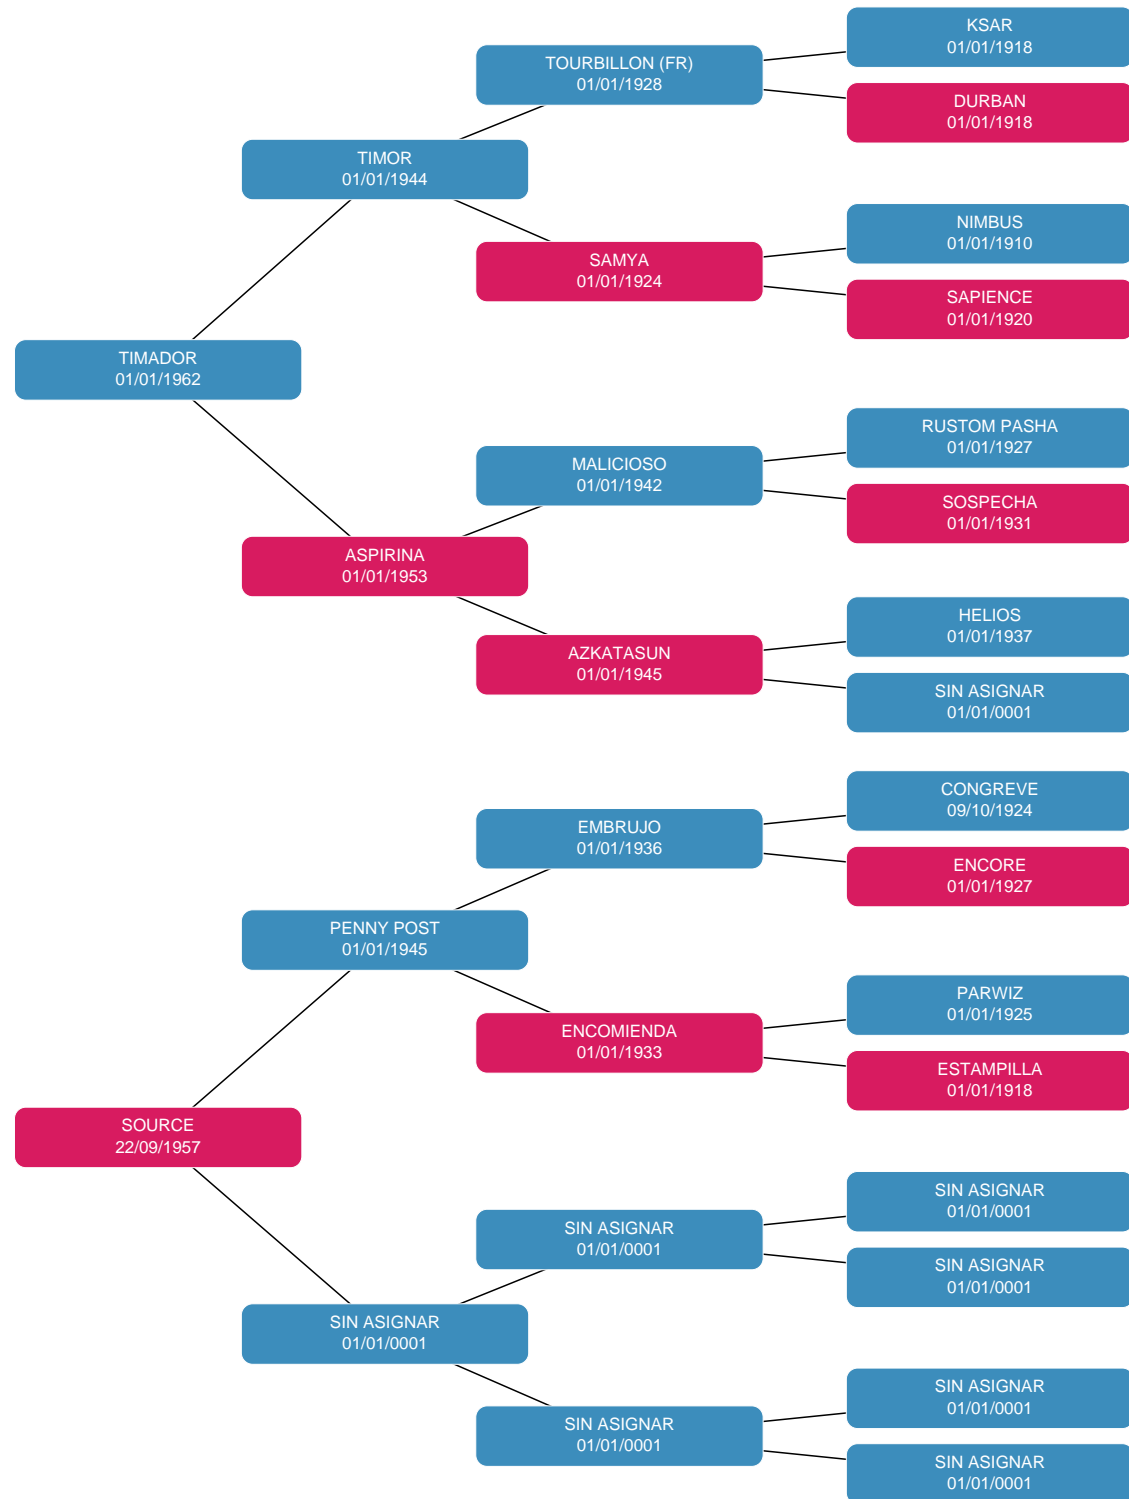 KSAR
01/01/1918
TOURBILLON (FR)
01/01/1928
DURBAN
01/01/1918
TIMOR
01/01/1944
NIMBUS
01/01/1910
SAMYA
01/01/1924
SAPIENCE
01/01/1920
TIMADOR
01/01/1962
RUSTOM PASHA
01/01/1927
MALICIOSO
01/01/1942
SOSPECHA
01/01/1931
ASPIRINA
01/01/1953
HELIOS
01/01/1937
AZKATASUN
01/01/1945
SIN ASIGNAR
01/01/0001
CONGREVE
09/10/1924
EMBRUJO
01/01/1936
ENCORE
01/01/1927
PENNY POST
01/01/1945
PARWIZ
01/01/1925
ENCOMIENDA
01/01/1933
ESTAMPILLA
01/01/1918
SOURCE
22/09/1957
SIN ASIGNAR
01/01/0001
SIN ASIGNAR
01/01/0001
SIN ASIGNAR
01/01/0001
SIN ASIGNAR
01/01/0001
SIN ASIGNAR
01/01/0001
SIN ASIGNAR
01/01/0001
SIN ASIGNAR
01/01/0001